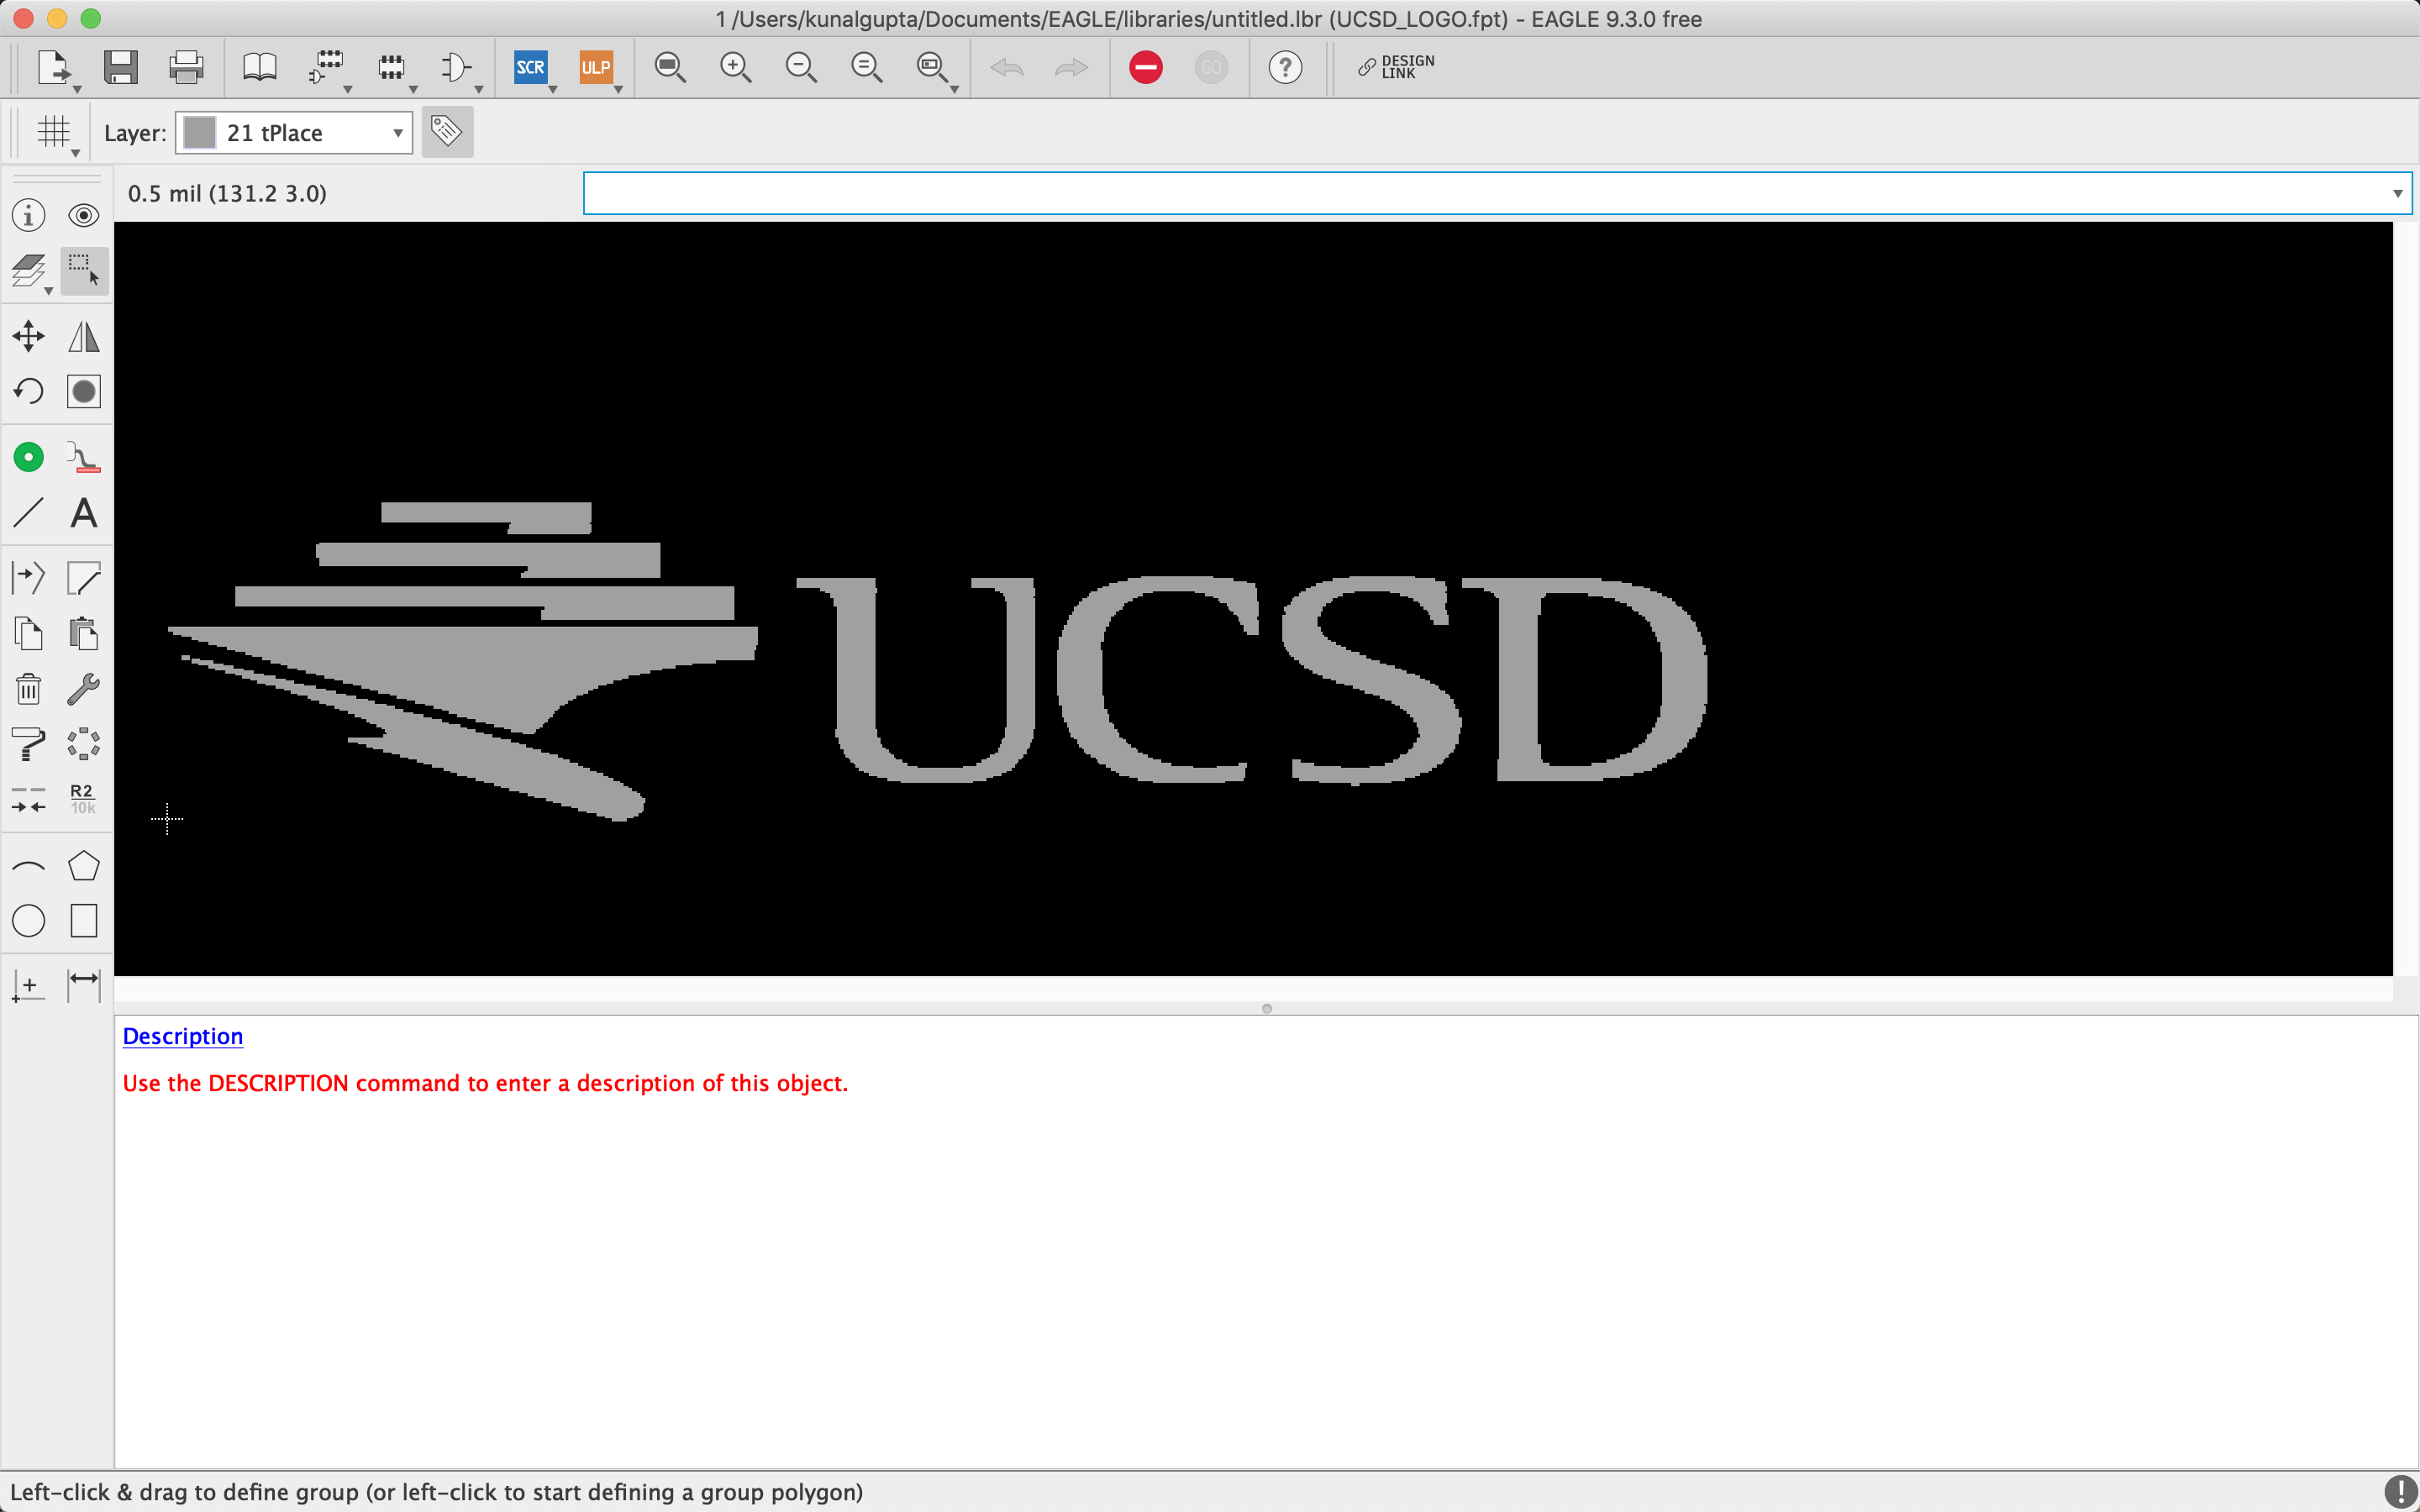 1 /Users/kunalgupta/Documents/EAGLE/libraries/untitled.lbr (UCSD_LOGO.fpt) - EAGLE 9.3.0 free
SCR
ULP
GO
?
DESIGN
LINK
Layer: 21 tPlace
0.5 mil (131.2 3.0)
i
A
R2
10k
UCSD
Description
Use the DESCRIPTION command to enter a description of this object.
Left-click & drag to define group (or left-click to start defining a group polygon)
!